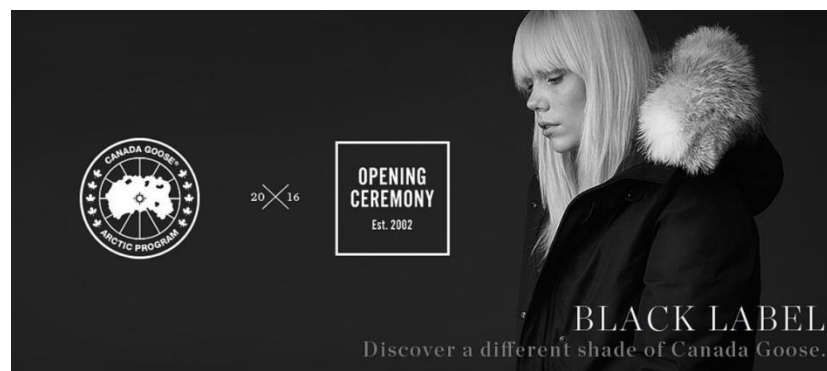 CANADA GOOSE®
ARCTIC PROGRAM
20 16
OPENING
CEREMONY
Est. 2002
BLACK LABEL
Discover a different shade of Canada Goose.